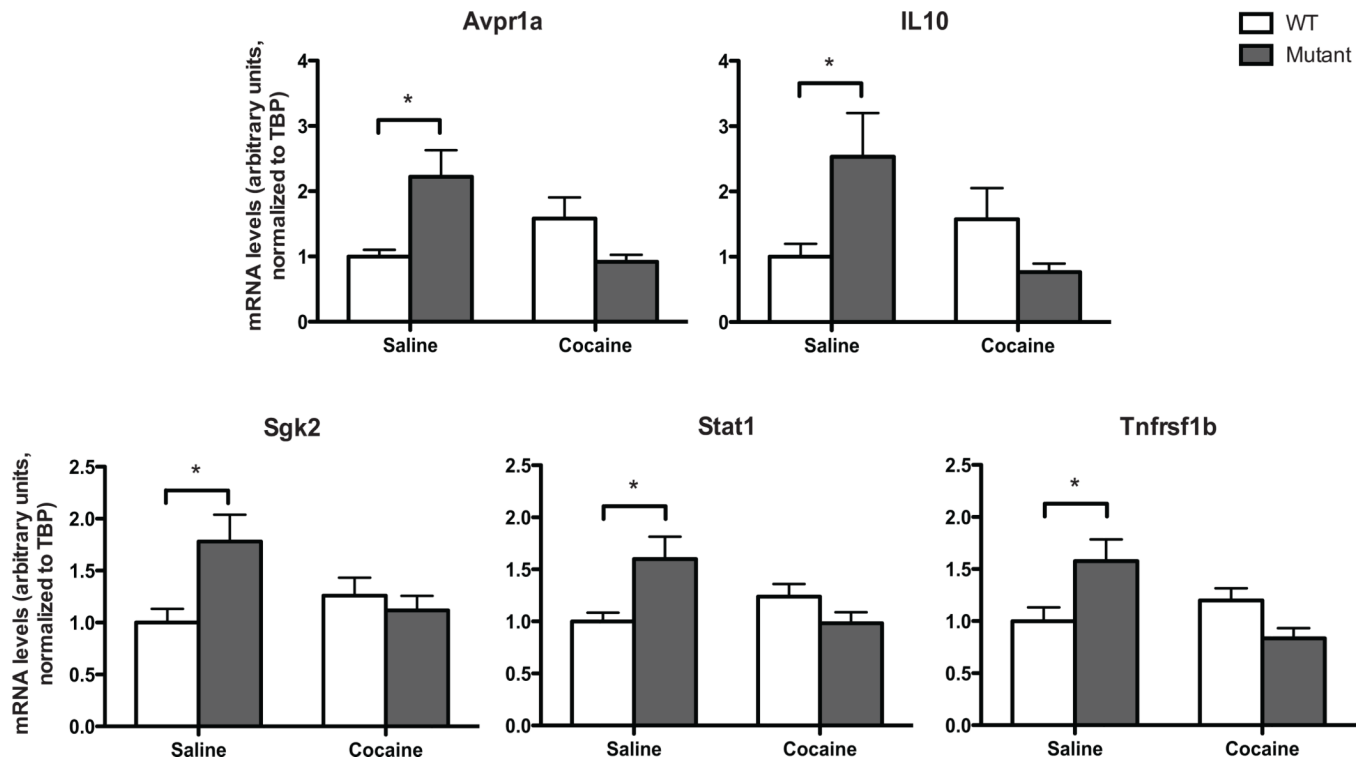 Avpr1a
IL10
WT
Mutant
mRNA levels (arbitrary units,
normalized to TBP)
4
3
2
1
0
*
Saline
Cocaine
4
3
2
1
0
*
Saline
Cocaine
Sgk2
Stat1
Tnfrsf1b
mRNA levels (arbitrary units,
normalized to TBP)
2.5
2.0
1.5
1.0
0.5
0.0
*
Saline
Cocaine
2.5
2.0
1.5
1.0
0.5
0.0
*
Saline
Cocaine
2.5
2.0
1.5
1.0
0.5
0.0
*
Saline
Cocaine